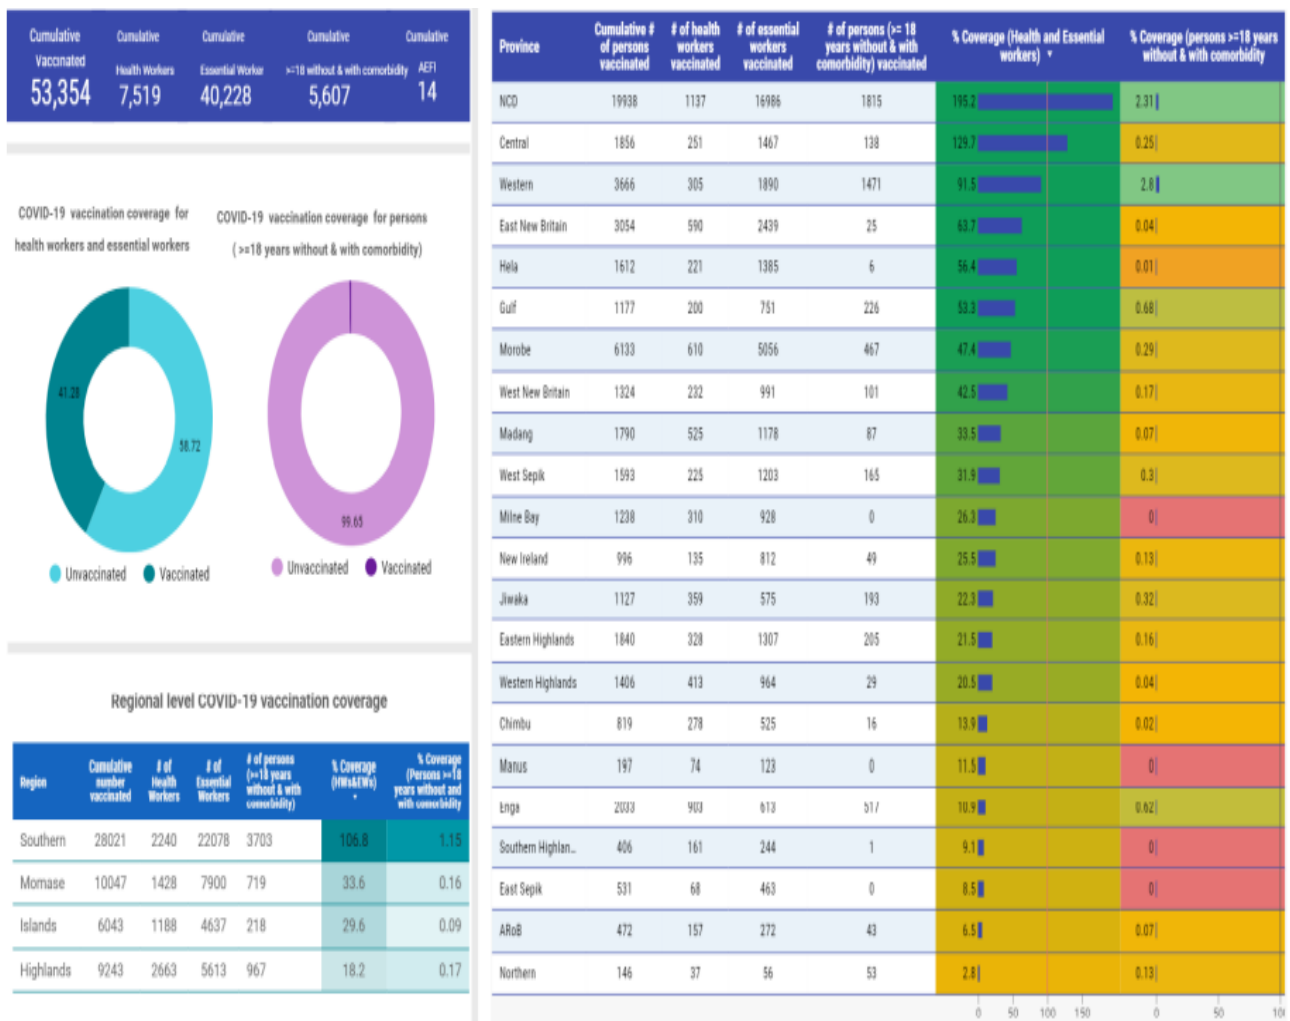 Cumulative Cumulative Cumulative Cumulative Cumulative
Vaccinated Health Workers Essential Worker >=18 without & with comorbidity AEFI
53,354 7,519 40,228 5,607 14
COVID-19 vaccination coverage for
health workers and essential workers
COVID-19 vaccination coverage for persons
( >=18 years without & with comorbidity)
41.28
58.72
99.65
Unvaccinated Vaccinated
Unvaccinated Vaccinated
Regional level COVID-19 vaccination coverage
Region Cumulative number vaccinated # of Health Workers # of Essential Workers # of persons (>=18 years without & with comorbidity) % Coverage (HWs&EWs) % Coverage (Persons >=18 years without and with comorbidity
Southern 28021 2240 22078 3703 106.8 1.15
Momase 10047 1428 7900 719 33.6 0.16
Islands 6043 1188 4637 218 29.6 0.09
Highlands 9243 2663 5613 967 18.2 0.17
Province Cumulative # of persons vaccinated # of health workers vaccinated # of essential workers vaccinated # of persons (>= 18 years without & with comorbidity) vaccinated % Coverage (Health and Essential workers) % Coverage (persons >=18 years without & with comorbidity
NCD 19938 1137 16986 1815 195.2 2.31
Central 1856 251 1467 138 129.7 0.25
Western 3666 305 1890 1471 91.5 2.8
East New Britain 3054 590 2439 25 63.7 0.04
Hela 1612 221 1385 6 56.4 0.01
Gulf 1177 200 751 226 53.3 0.68
Morobe 6133 610 5056 467 47.4 0.29
West New Britain 1324 232 991 101 42.5 0.17
Madang 1790 525 1178 87 33.5 0.07
West Sepik 1593 225 1203 165 31.9 0.3
Milne Bay 1238 310 928 0 26.3 0
New Ireland 996 135 812 49 25.5 0.13
Jiwaka 1127 359 575 193 22.3 0.32
Eastern Highlands 1840 328 1307 205 21.5 0.16
Western Highlands 1406 413 964 29 20.5 0.04
Chimbu 819 278 525 16 13.9 0.02
Manus 197 74 123 0 11.5 0
Enga 2033 903 613 517 10.9 0.62
Southern Highlan... 406 161 244 1 9.1 0
East Sepik 531 68 463 0 8.5 0
ARoB 472 157 272 43 6.5 0.07
Northern 146 37 56 53 2.8 0.13
0 50 100 150 0 50 10